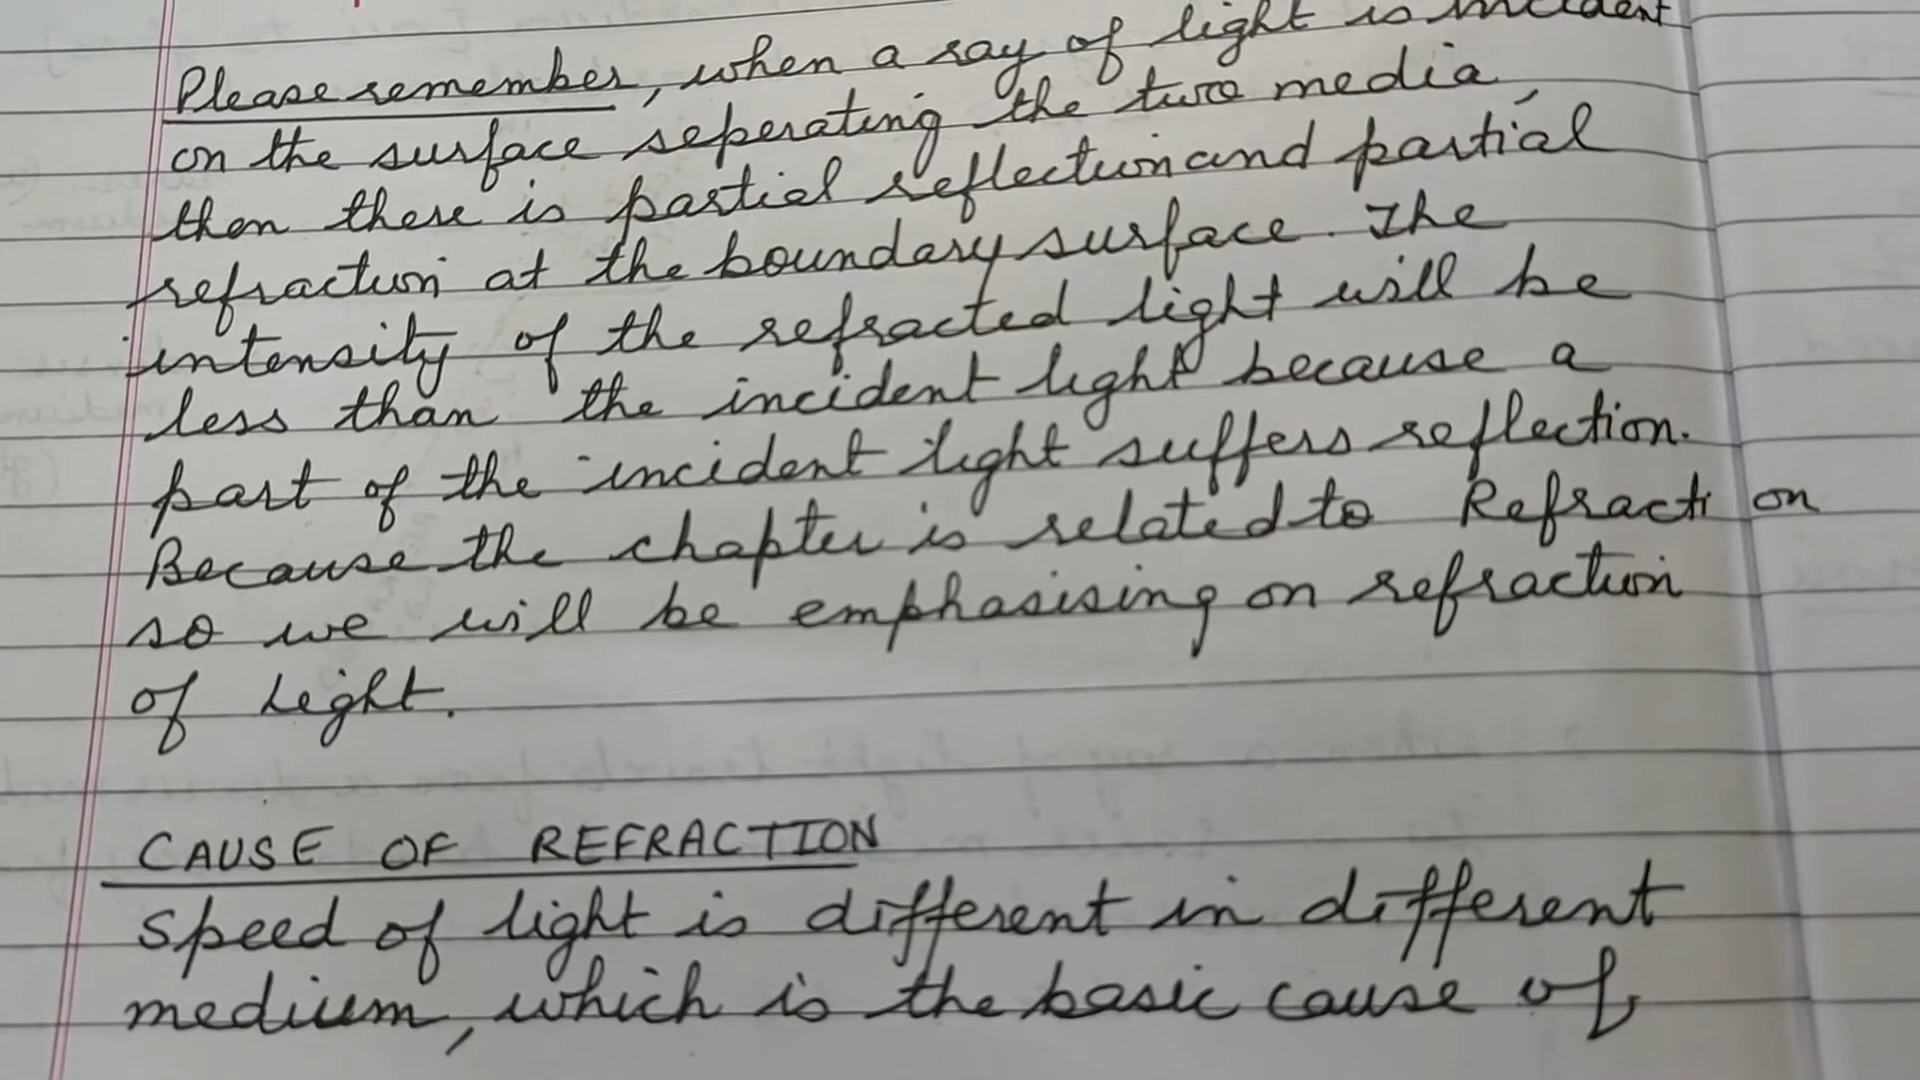 Please remember, when a ray of light is incident
on the surface seperating the two media,
then there is partial reflection and partial
refraction at the boundary surface. The
intensity of the refracted light will be
less than the incident light because a
part of the incident light suffers reflection.
Because the chapter is related to Refraction
so we will be emphasising on refraction
of Light.
CAUSE OF REFRACTION
Speed of light is different in different
medium, which is the basic cause of